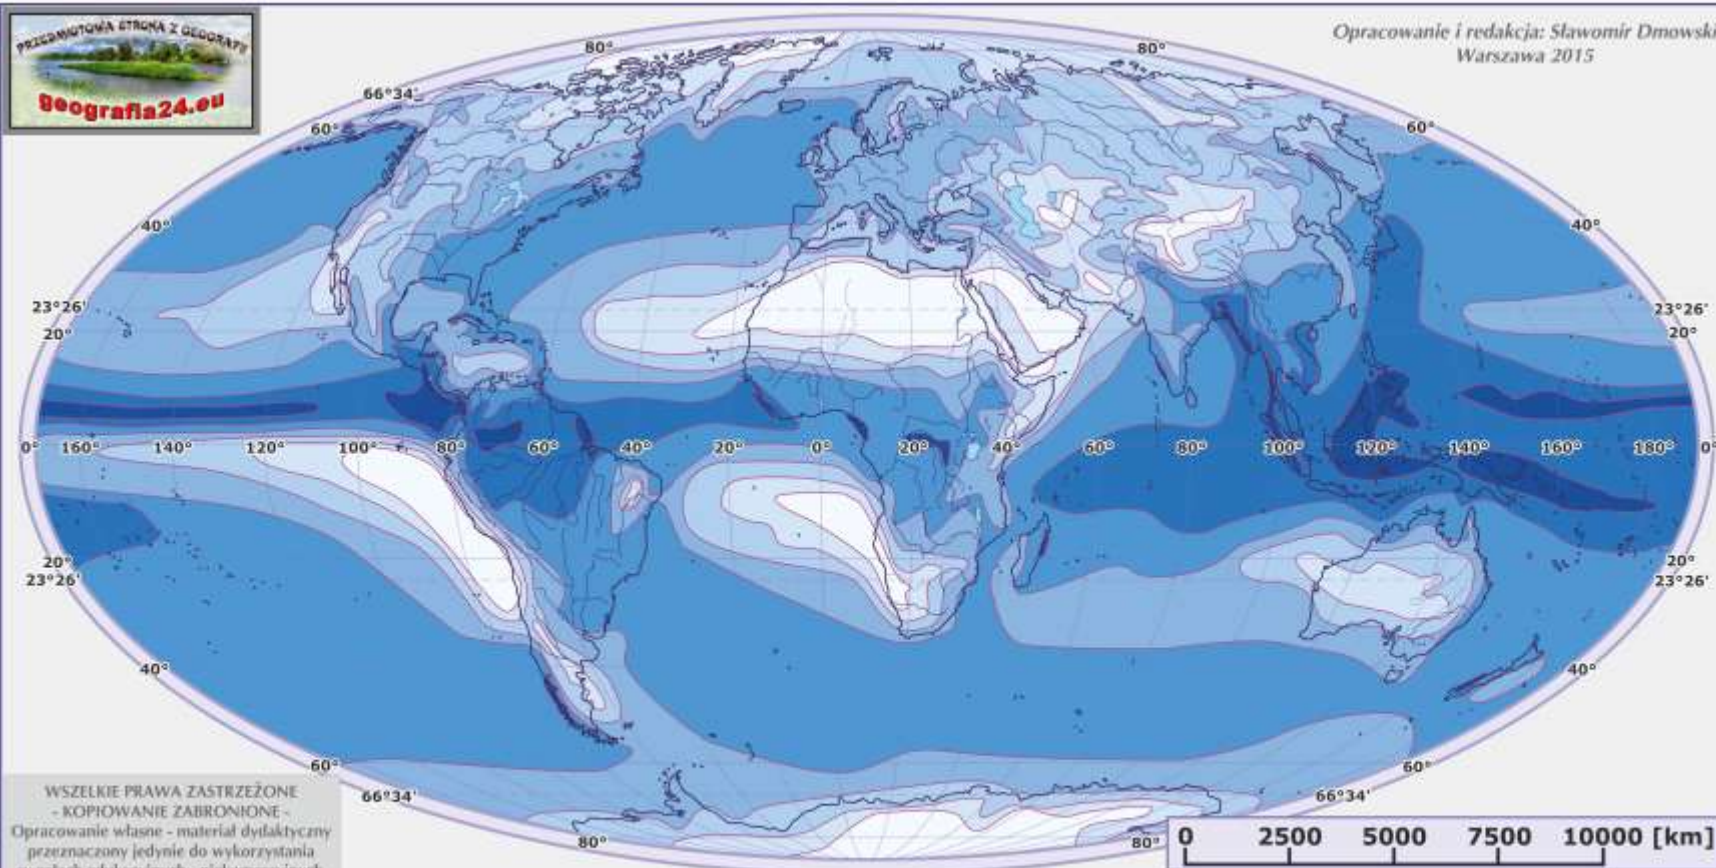 PRZEDMIOTOWA STRONA Z GEOGRAFII
geografia24.eu
Opracowanie i redakcja: Sławomir Dmowski
Warszawa 2015
80° 80°
66°34'
60° 60°
40° 40°
23°26' 23°26'
20° 20°
0° 160° 140° 120° 100° 80° 60° 40° 20° 0° 20° 40° 60° 80° 100° 120° 140° 160° 180° 0°
20° 20°
23°26' 23°26'
40° 40°
60° 60°
66°34' 66°34'
80° 80°
WSZELKIE PRAWA ZASTRZEŻONE
- KOPIOWANIE ZABRONIONE -
Opracowanie własne - materiał dydaktyczny
przeznaczony jedynie do wykorzystania
0 2500 5000 7500 10000 [km]